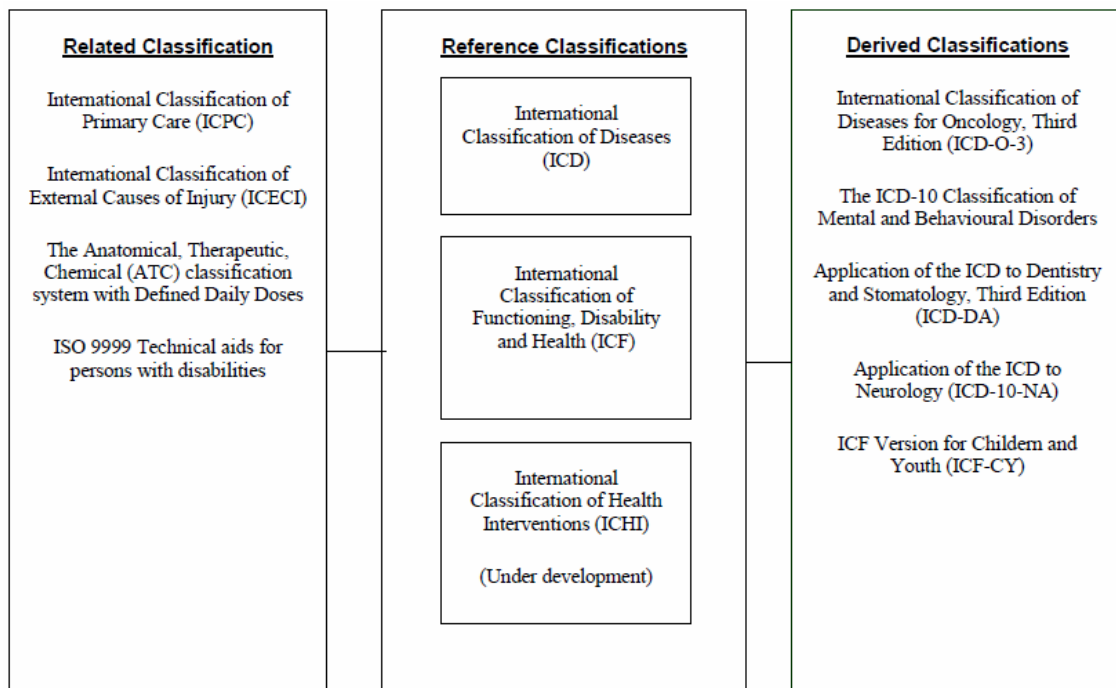 Related Classification
International Classification of
Primary Care (ICPC)
International Classification of
External Causes of Injury (ICECI)
The Anatomical, Therapeutic,
Chemical (ATC) classification
system with Defined Daily Doses
ISO 9999 Technical aids for
persons with disabilities
Reference Classifications
International
Classification of Diseases
(ICD)
International
Classification of
Functioning, Disability
and Health (ICF)
International
Classification of Health
Interventions (ICHI)
(Under development)
Derived Classifications
International Classification of
Diseases for Oncology, Third
Edition (ICD-O-3)
The ICD-10 Classification of
Mental and Behavioural Disorders
Application of the ICD to Dentistry
and Stomatology, Third Edition
(ICD-DA)
Application of the ICD to
Neurology (ICD-10-NA)
ICF Version for Childern and
Youth (ICF-CY)